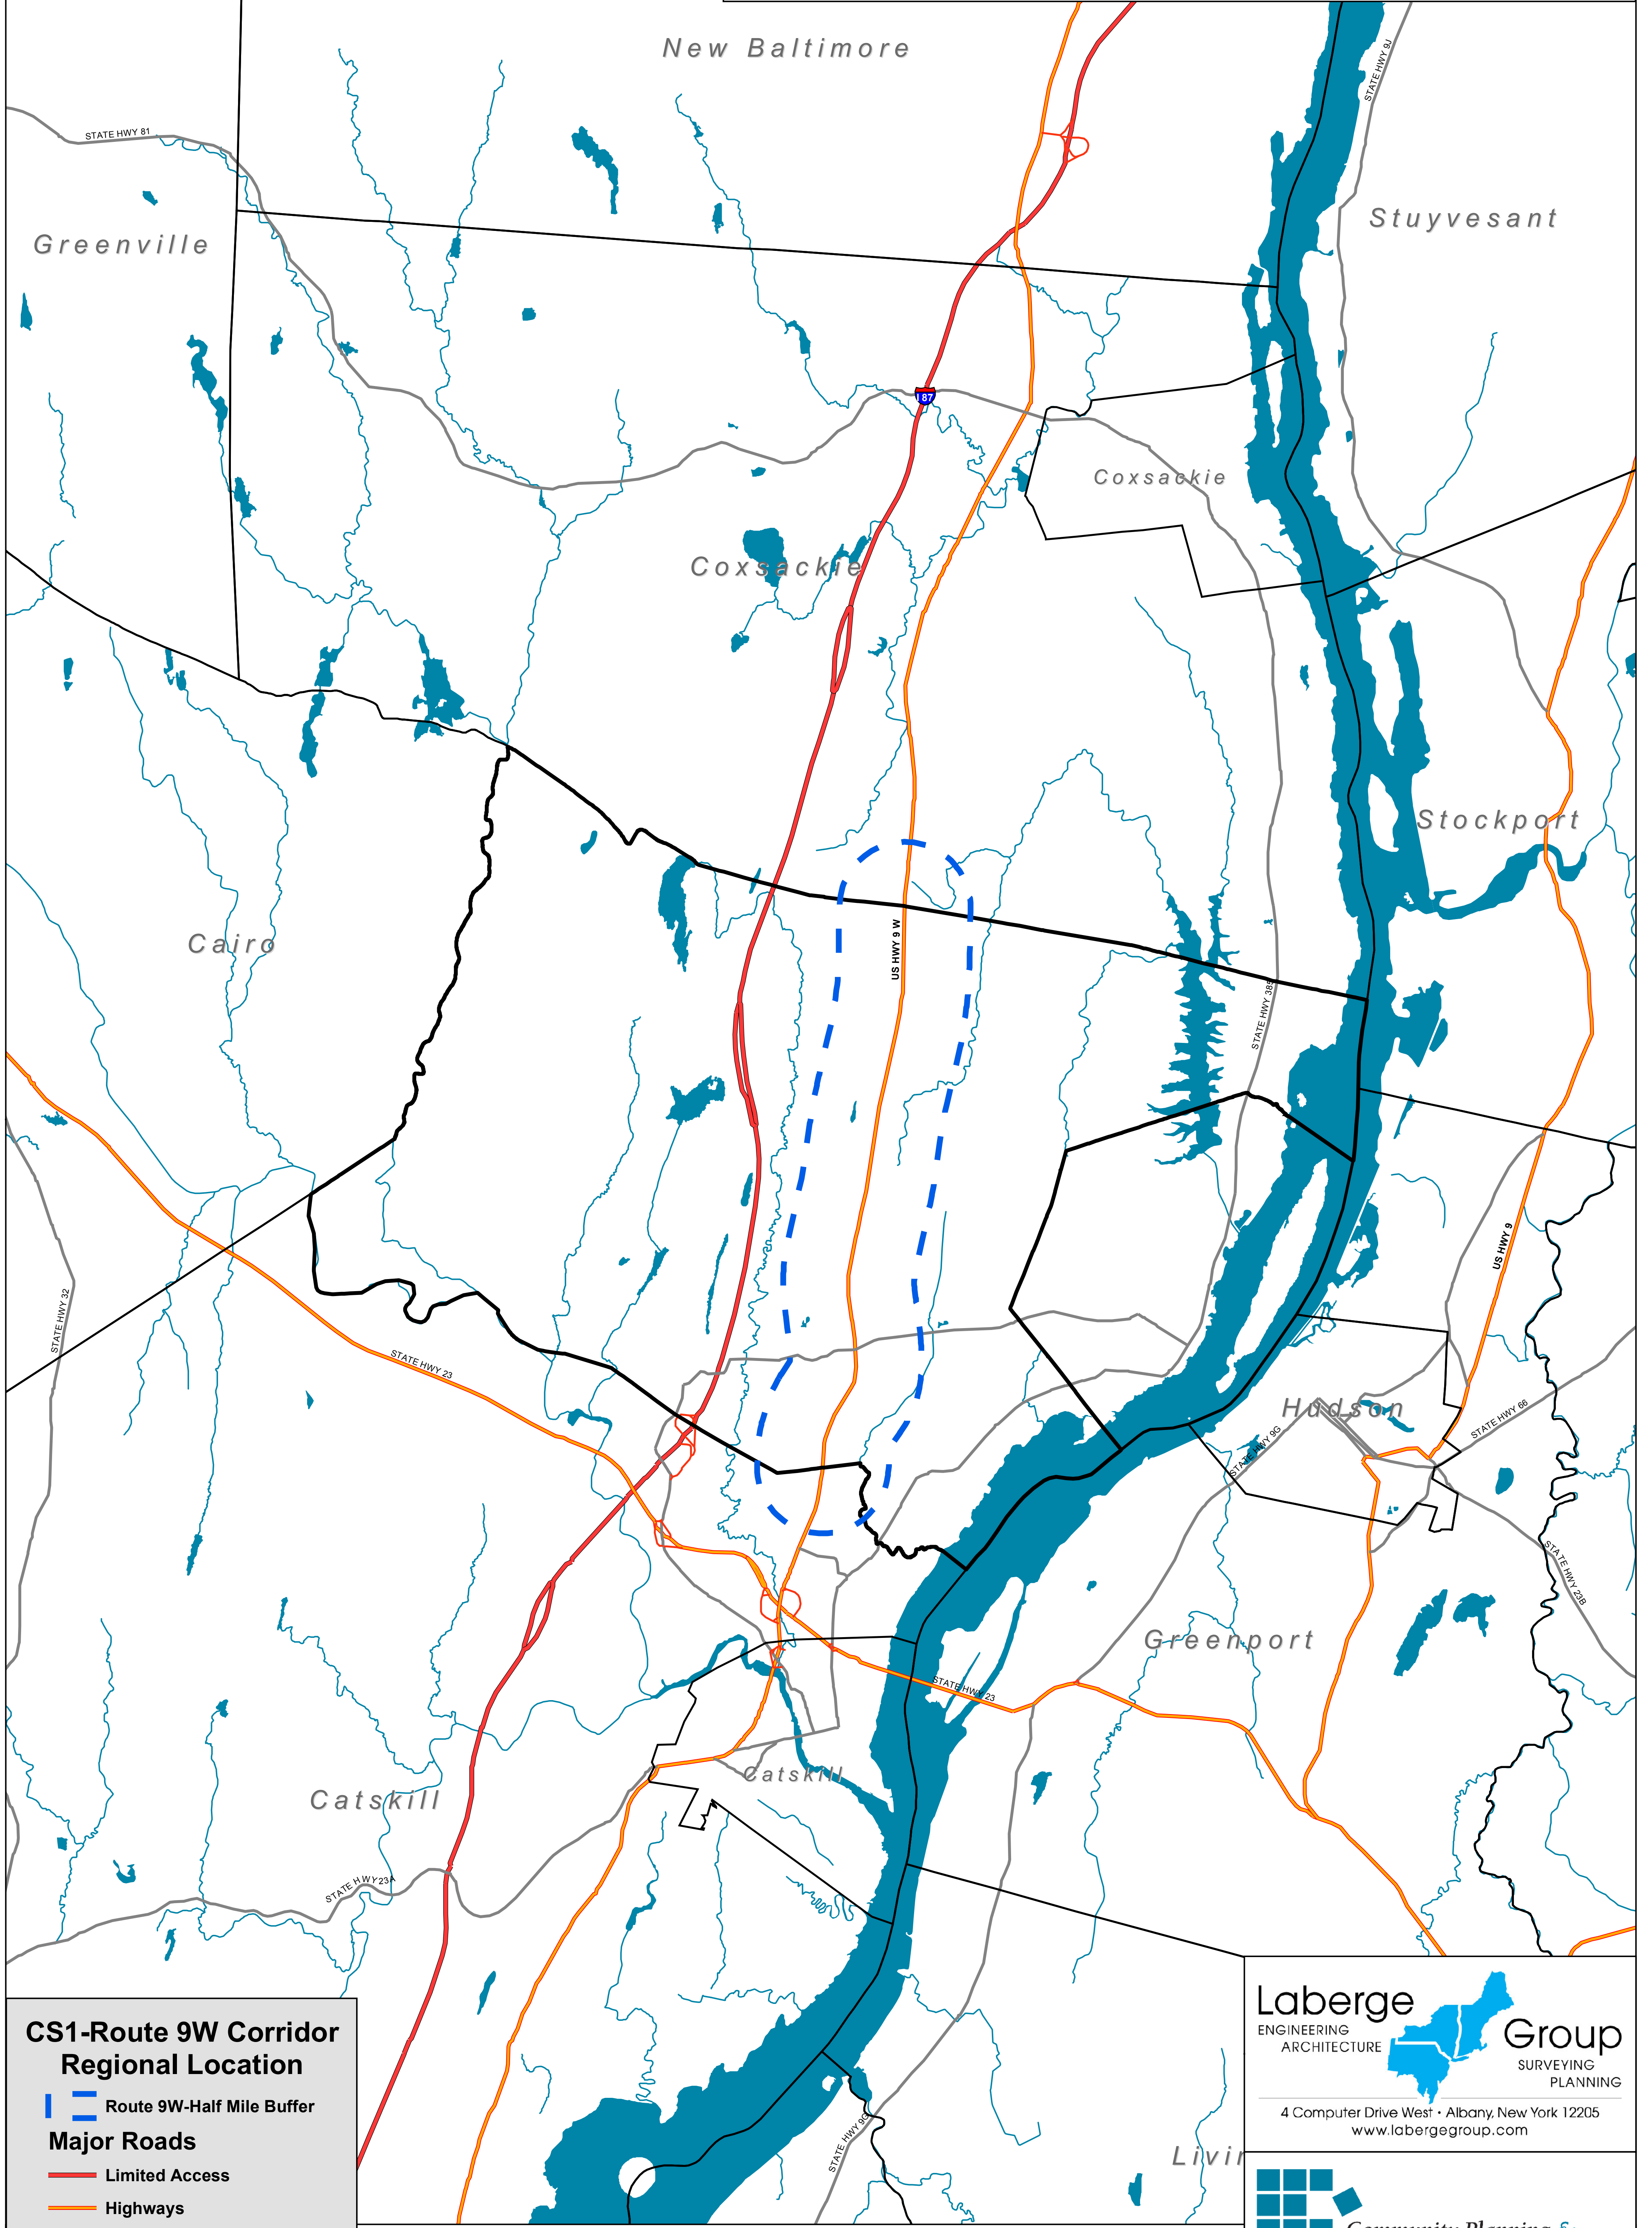 New Baltimore
STATE HWY 9J
STATE HWY 81
Stuyvesant
Greenville
I 87
Coxsackie
Coxsackie
Stockport
Cairo
US HWY 9 W
STATE HWY 385
US HWY 9
STATE HWY 32
STATE HWY 23
Hudson
STATE HWY 66
STATE HWY 9G
STATE HWY 23B
Greenport
STATE HWY 23
Catskill
Catskill
STATE HWY 23A
Laberge
Group
ENGINEERING
ARCHITECTURE
SURVEYING
PLANNING
4 Computer Drive West • Albany, New York 12205
www.labergegroup.com
CS1-Route 9W Corridor
Regional Location
Route 9W-Half Mile Buffer
Major Roads
Limited Access
Highways
STATE HWY 9G
Livin
Community Planning &